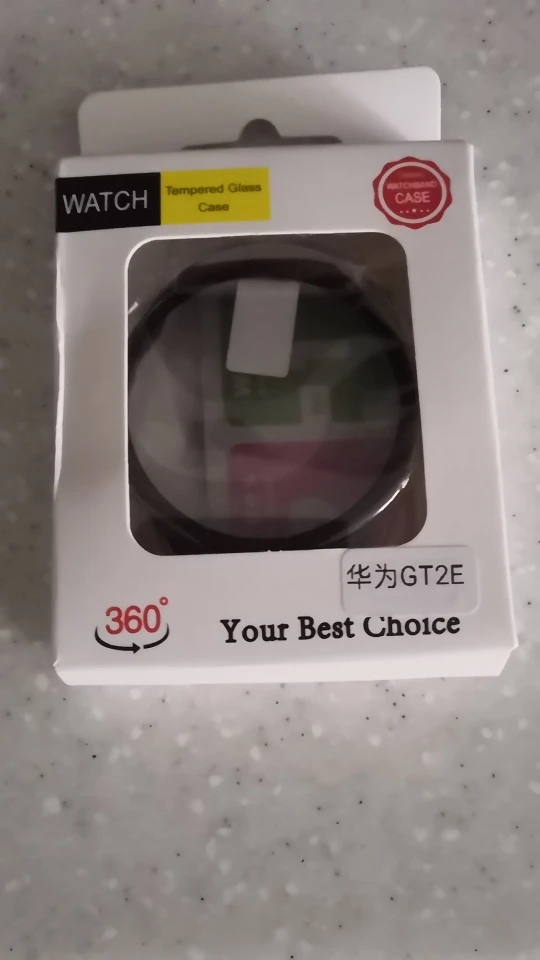 WATCH
Tempered Glass
Case
WATCHBAND
CASE
华为GT2E
360°
Your Best Choice